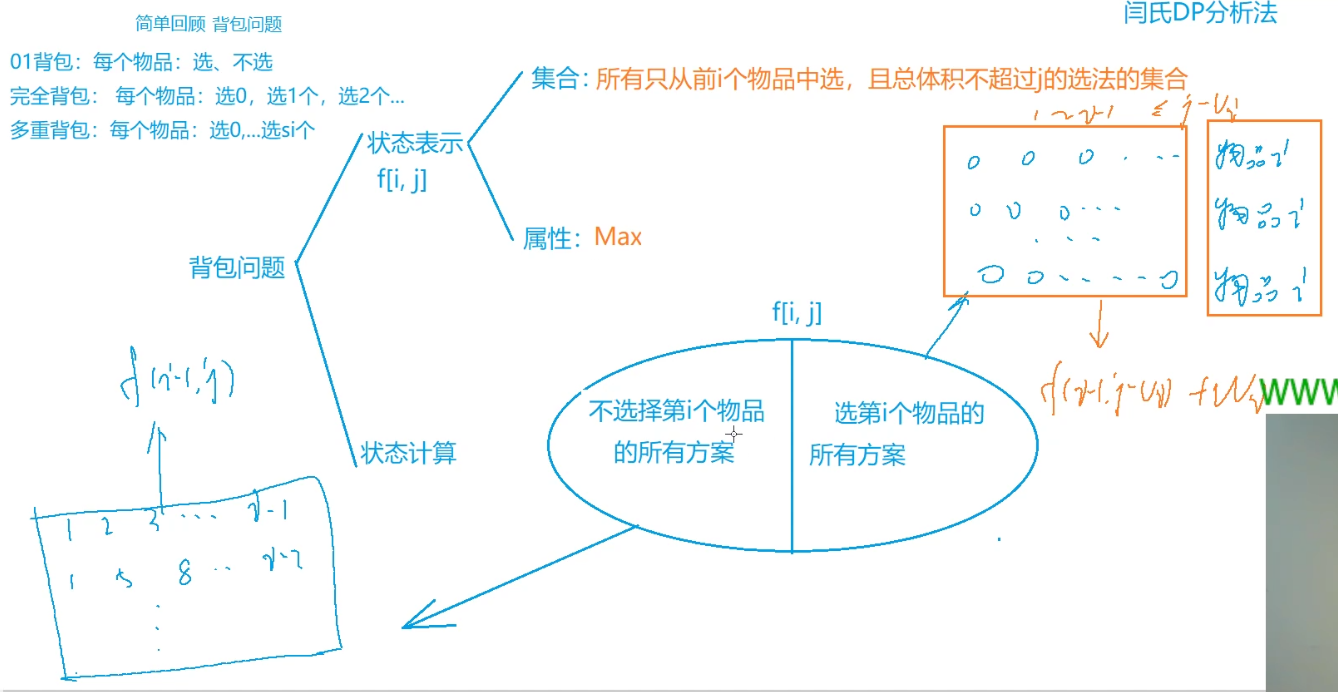 简单回顾 背包问题
闫氏DP分析法
01背包：每个物品：选、不选
完全背包： 每个物品：选0，选1个，选2个...
多重背包：每个物品：选0,...选si个
集合：所有只从前i个物品中选，且总体积不超过j的选法的集合
1 ~ i-1 ≤ j-vi
状态表示
f[i, j]
0 0 0 . . . 物品i
0 0 0 . . . 物品i
. . .
0 0 . . . . 0 物品i
属性：Max
背包问题
f[i, j]
f(i-1, j)
f(i-1, j-vi) + wi
WWW
不选择第i个物品
的所有方案
选第i个物品的
所有方案
状态计算
1 2 3 ... i-1
1 5 8 .. i-2